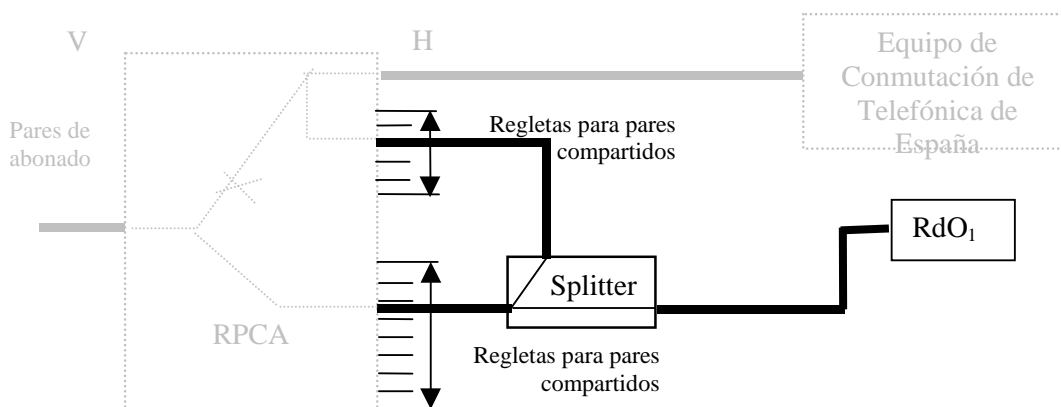 V
H
Equipo de
Conmutación de
Telefónica de
España
Pares de
abonado
Regletas para pares
compartidos
RdO1
Splitter
RPCA
Regletas para pares
compartidos